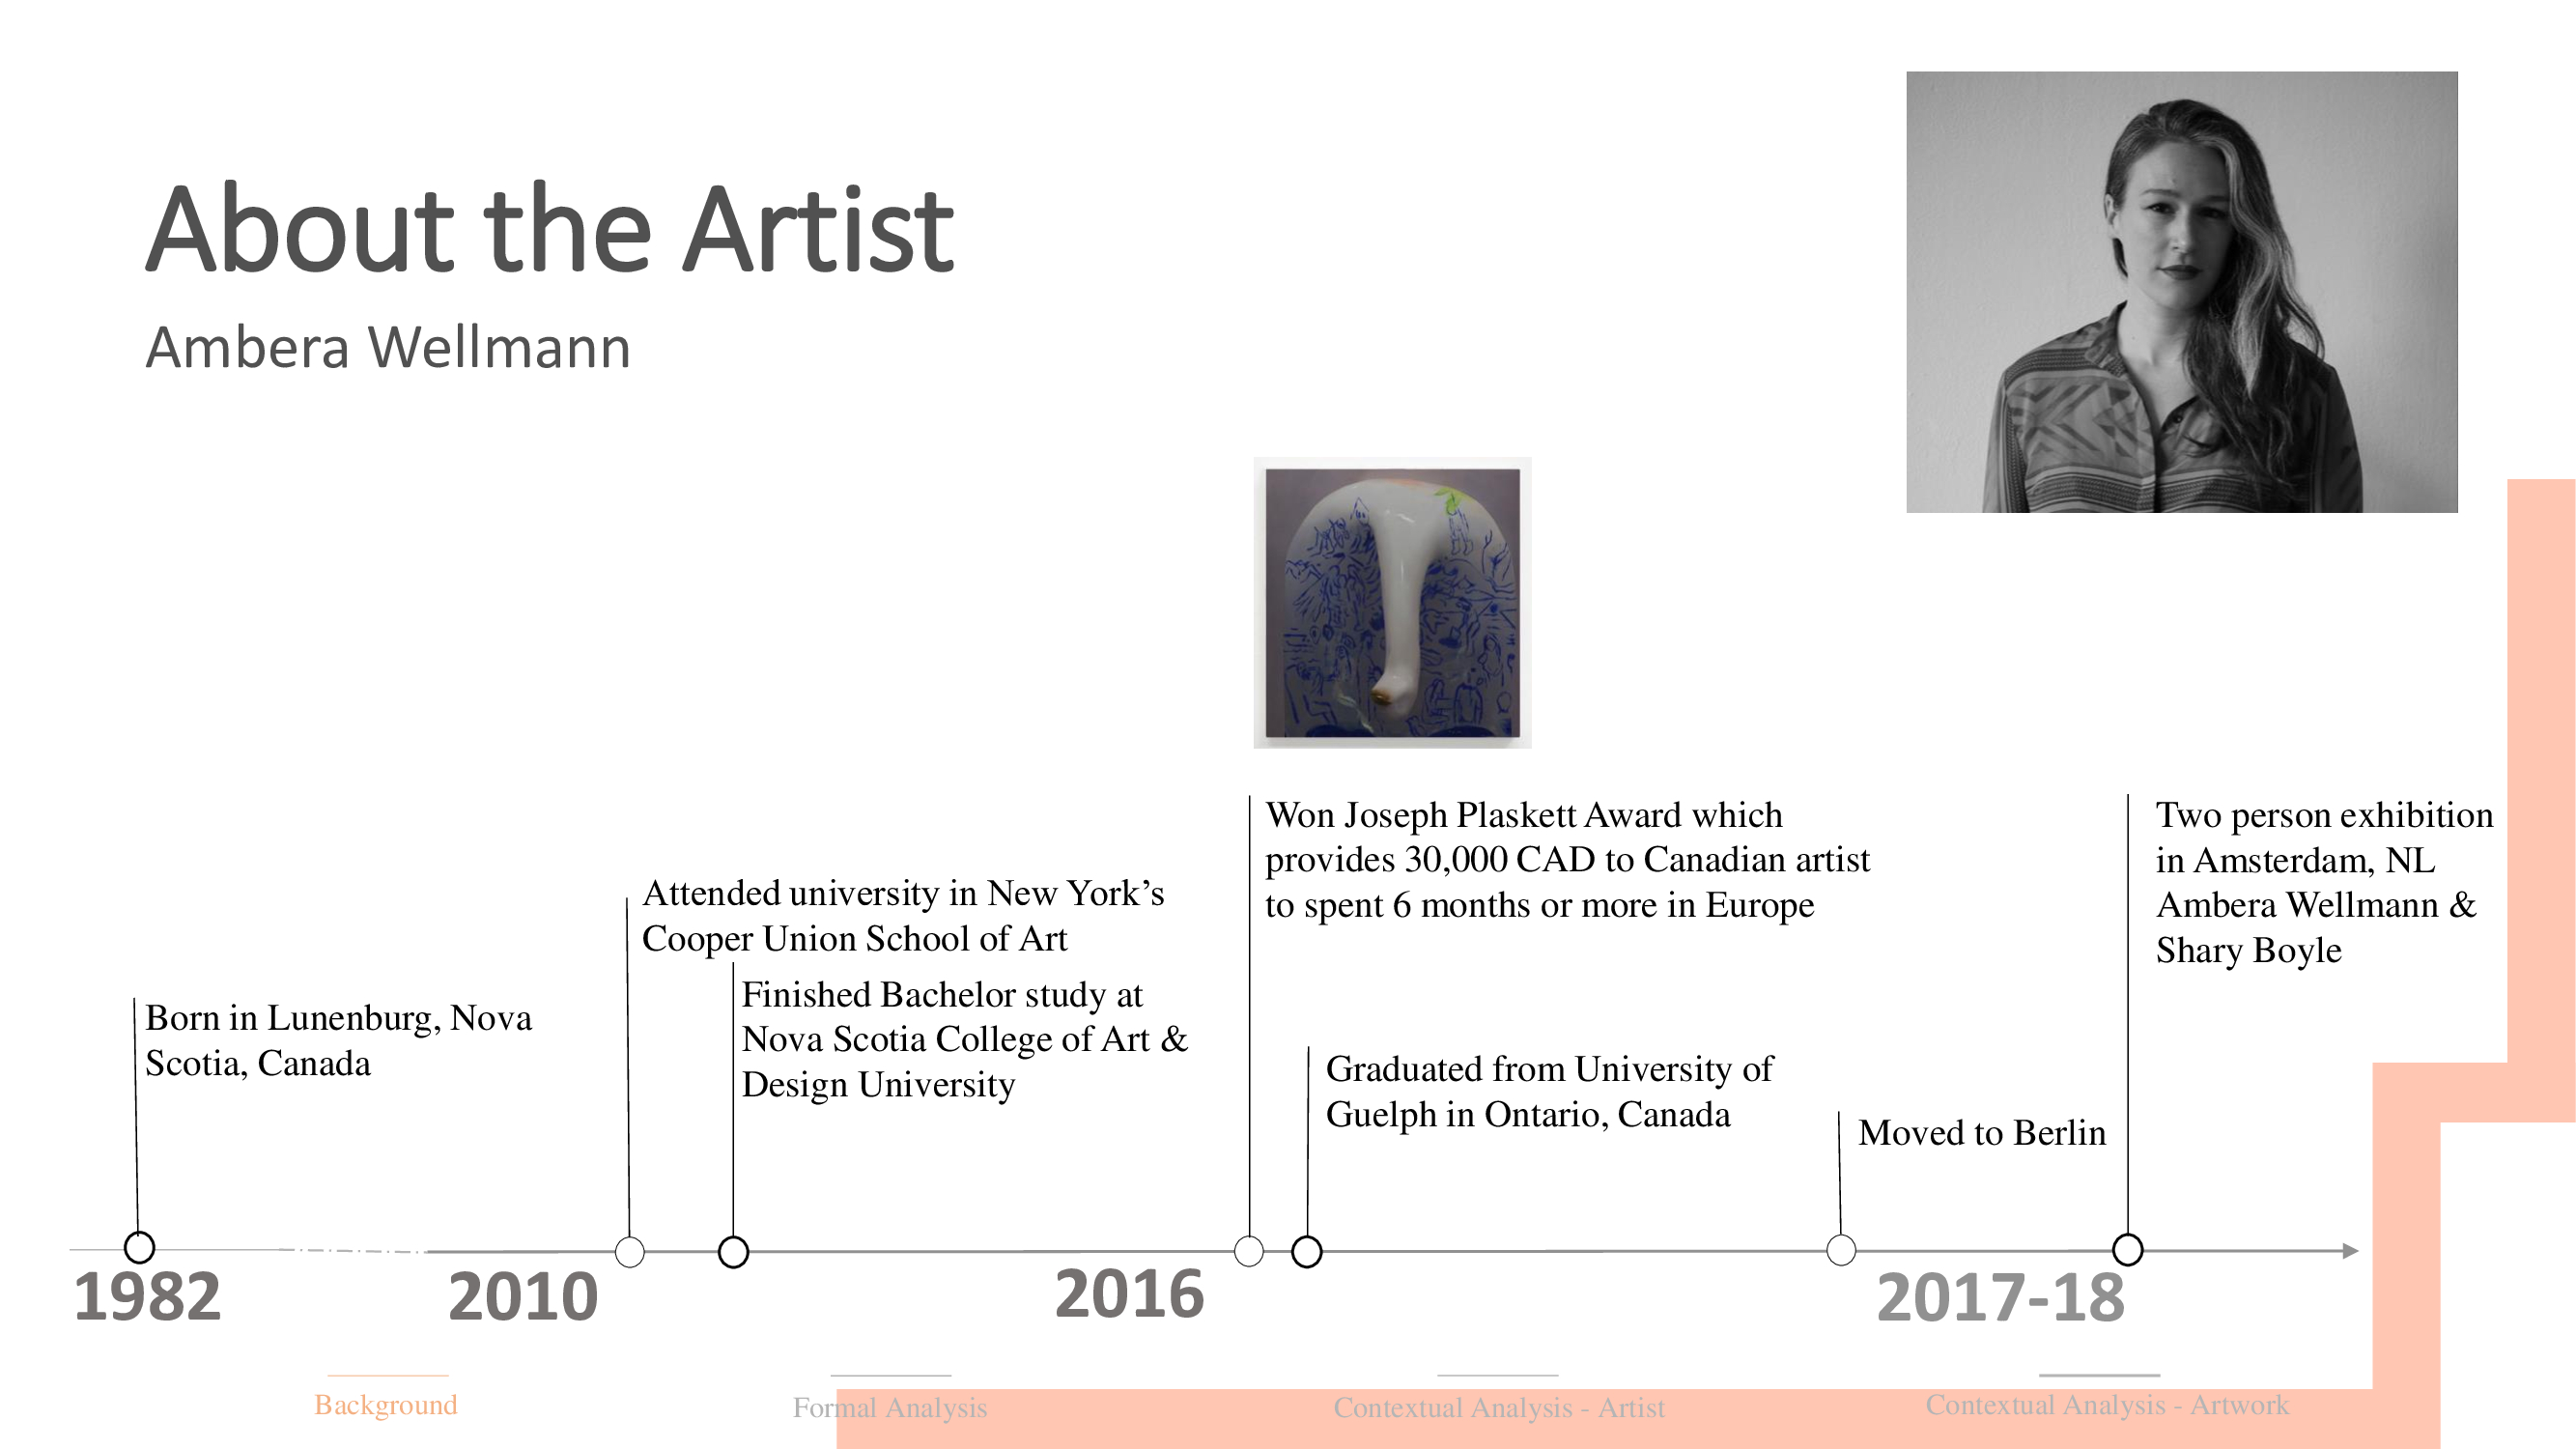 About the Artist
Ambera Wellmann
Won Joseph Plaskett Award which
provides 30,000 CAD to Canadian artist
to spent 6 months or more in Europe
Two person exhibition
in Amsterdam, NL
Ambera Wellmann &
Shary Boyle
Attended university in New York’s
Cooper Union School of Art
Finished Bachelor study at
Nova Scotia College of Art &
Design University
Born in Lunenburg, Nova
Scotia, Canada
Graduated from University of
Guelph in Ontario, Canada
Moved to Berlin
1982
2010
2016
2017-18
Background
Formal Analysis
Contextual Analysis - Artist
Contextual Analysis - Artwork